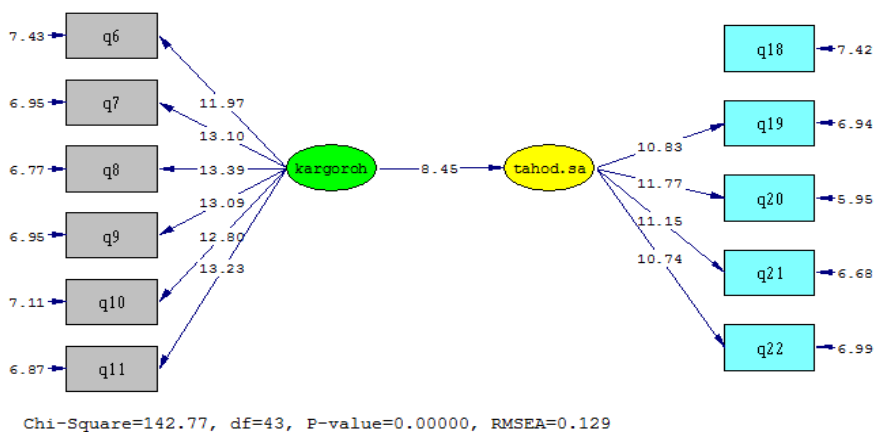 7.43 q6 q18 7.42
6.95 q7 11.97 q19 6.94
13.10 10.83
6.77 q8 13.39 kargoroh 8.45 tahod.sa 11.77 q20 5.95
13.09 11.15
6.95 q9 12.80 10.74 q21 6.68
13.23
7.11 q10 q22 6.99
6.87 q11
Chi-Square=142.77, df=43, P-value=0.00000, RMSEA=0.129